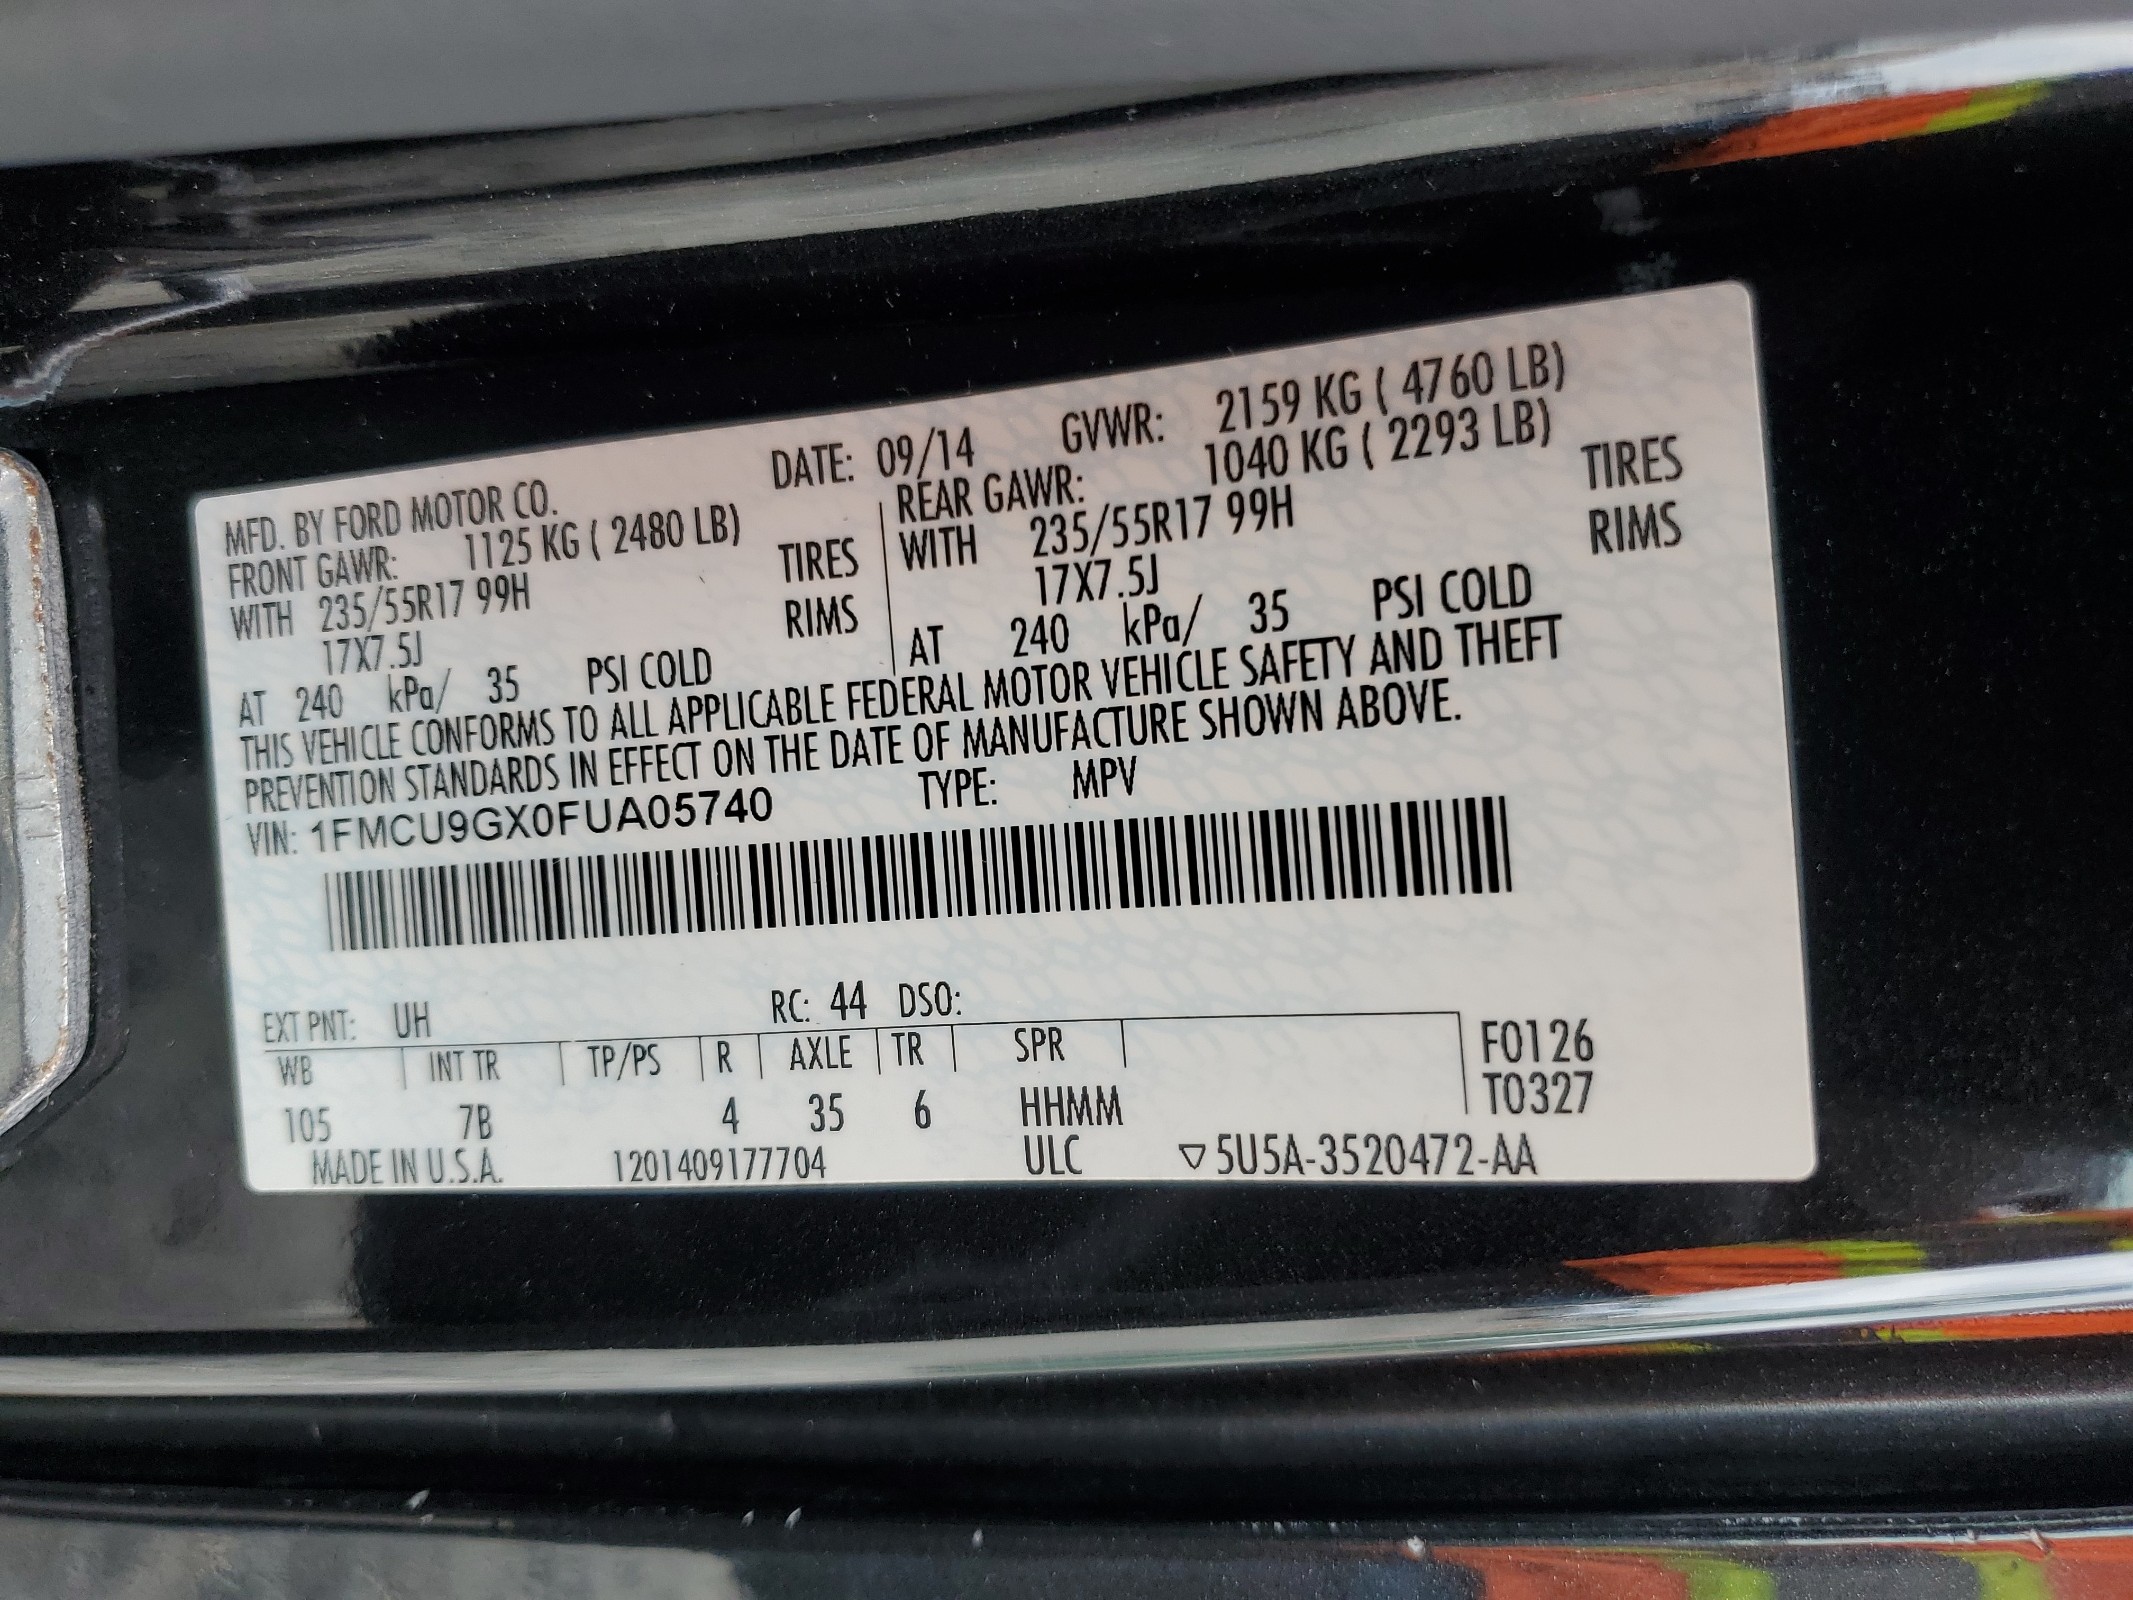 MFD. BY FORD MOTOR CO. DATE: 09/14 GVWR: 2159 KG ( 4760 LB)
FRONT GAWR: 1125 KG ( 2480 LB) REAR GAWR: 1040 KG ( 2293 LB)
WITH 235/55R17 99H TIRES WITH 235/55R17 99H TIRES
17X7.5J RIMS 17X7.5J RIMS
AT 240 kPa/ 35 PSI COLD AT 240 kPa/ 35 PSI COLD
THIS VEHICLE CONFORMS TO ALL APPLICABLE FEDERAL MOTOR VEHICLE SAFETY AND THEFT
PREVENTION STANDARDS IN EFFECT ON THE DATE OF MANUFACTURE SHOWN ABOVE.
VIN: 1FMCU9GX0FUA05740 TYPE: MPV
EXT PNT: UH RC: 44 DSO:
WB INT TR TP/PS R AXLE TR SPR F0126
105 7B 4 35 6 HHMM T0327
MADE IN U.S.A. 1201409177704 ULC ▽5U5A-3520472-AA